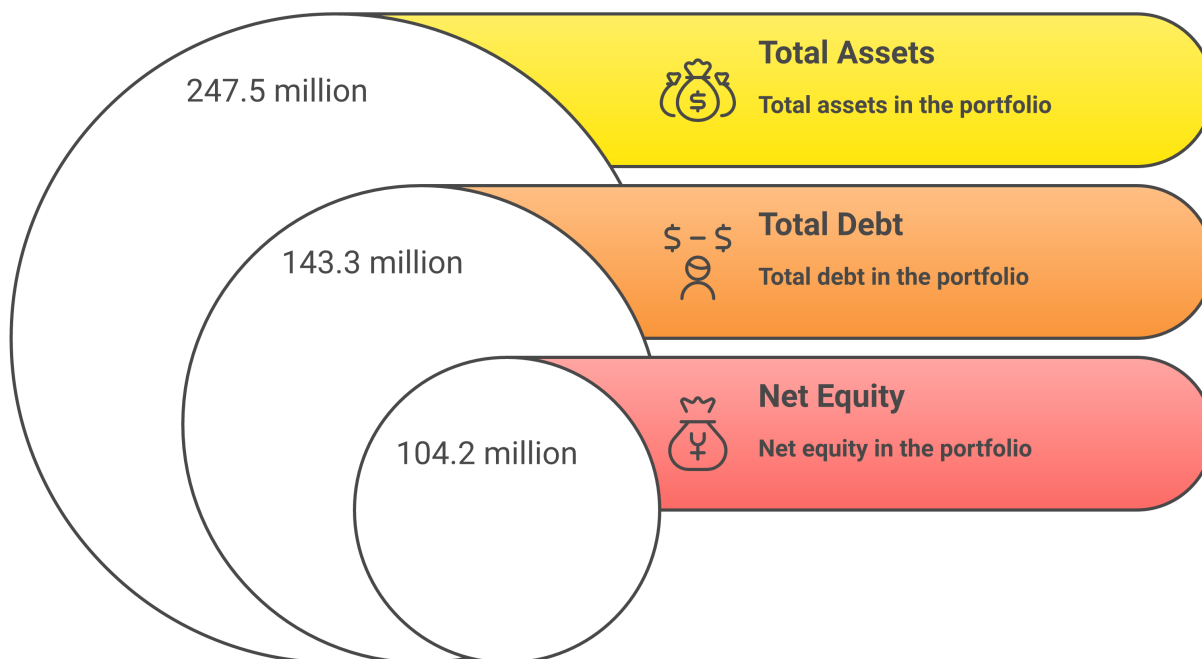 247.5 million
Total Assets
Total assets in the portfolio
143.3 million
Total Debt
Total debt in the portfolio
104.2 million
Net Equity
Net equity in the portfolio